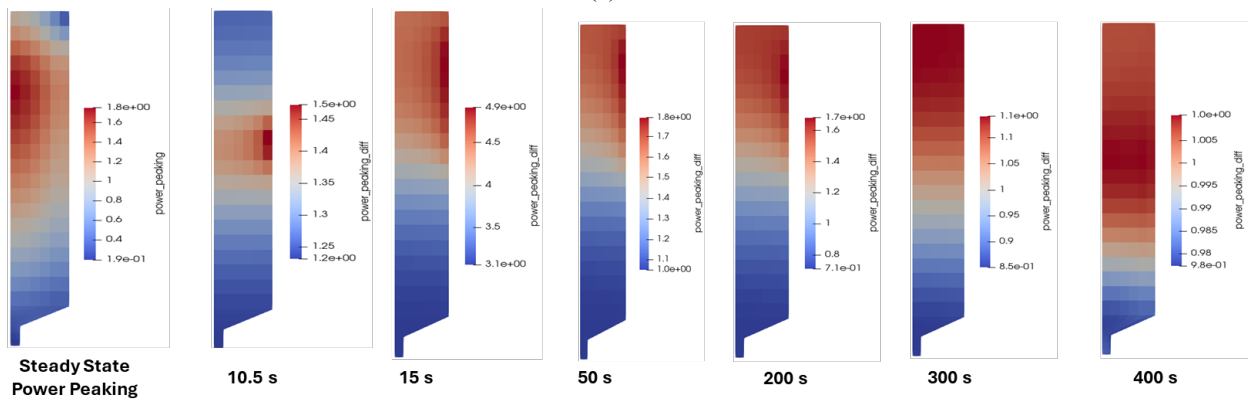 1.8e+00
1.6
1.4
1.2
1
0.8
0.6
0.4
1.9e-01
power_peaking
1.5e+00
1.45
1.4
1.35
1.3
1.25
1.2e+00
power_peaking_diff
4.9e+00
4.5
4
3.5
3.1e+00
power_peaking_diff
1.8e+00
1.7
1.6
1.5
1.4
1.3
1.2
1.1
1.0e+00
power_peaking_diff
1.7e+00
1.6
1.4
1.2
1
0.8
7.1e-01
power_peaking_diff
1.1e+00
1.1
1.05
1
0.95
0.9
8.5e-01
power_peaking_diff
1.0e+00
1.005
1
0.995
0.99
0.985
0.98
9.8e-01
power_peaking_diff
Steady State
Power Peaking
10.5 s
15 s
50 s
200 s
300 s
400 s